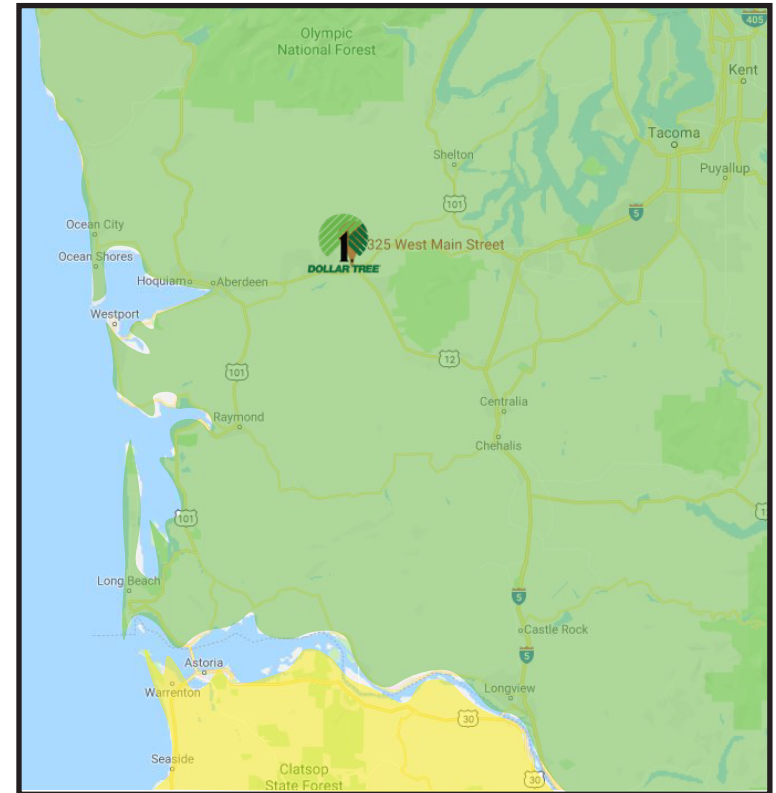 405
Olympic
National Forest
Kent
Tacoma
Shelton
Puyallup
101
5
Ocean City
1
325 West Main Street
Ocean Shores
DOLLAR TREE
Hoquiam
Aberdeen
Westport
12
101
Centralia
Raymond
Chehalis
101
Long Beach
5
Castle Rock
5
Astoria
Longview
Warrenton
30
Seaside
Clatsop
State Forest
30